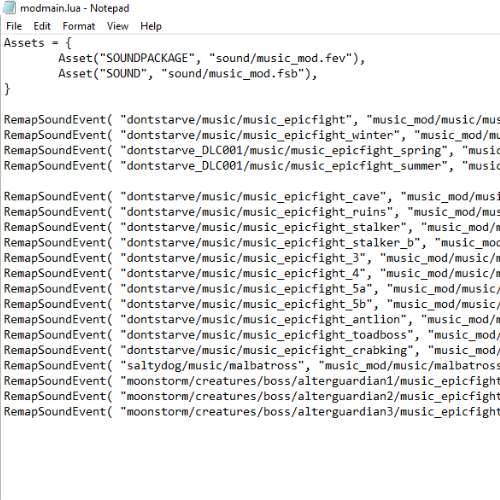 modmain.lua - Notepad
File Edit Format View Help
Assets = {
Asset("SOUNDPACKAGE", "sound/music_mod.fev"),
Asset("SOUND", "sound/music_mod.fsb"),
}
RemapSoundEvent( "dontstarve/music/music_epicfight", "music_mod/music/mus
RemapSoundEvent( "dontstarve/music/music_epicfight_winter", "music_mod/mu
RemapSoundEvent( "dontstarve_DLC001/music/music_epicfight_spring", "music
RemapSoundEvent( "dontstarve_DLC001/music/music_epicfight_summer", "music
RemapSoundEvent( "dontstarve/music/music_epicfight_cave", "music_mod/musi
RemapSoundEvent( "dontstarve/music/music_epicfight_ruins", "music_mod/mus
RemapSoundEvent( "dontstarve/music/music_epicfight_stalker", "music_mod/m
RemapSoundEvent( "dontstarve/music/music_epicfight_stalker_b", "music_mod
RemapSoundEvent( "dontstarve/music/music_epicfight_3", "music_mod/music/m
RemapSoundEvent( "dontstarve/music/music_epicfight_4", "music_mod/music/m
RemapSoundEvent( "dontstarve/music/music_epicfight_5a", "music_mod/music/
RemapSoundEvent( "dontstarve/music/music_epicfight_5b", "music_mod/music/
RemapSoundEvent( "dontstarve/music/music_epicfight_antlion", "music_mod/m
RemapSoundEvent( "dontstarve/music/music_epicfight_toadboss", "music_mod/
RemapSoundEvent( "dontstarve/music/music_epicfight_crabking", "music_mod/
RemapSoundEvent( "saltydog/music/malbatross", "music_mod/music/malbatross
RemapSoundEvent( "moonstorm/creatures/boss/alterguardian1/music_epicfight
RemapSoundEvent( "moonstorm/creatures/boss/alterguardian2/music_epicfight
RemapSoundEvent( "moonstorm/creatures/boss/alterguardian3/music_epicfight